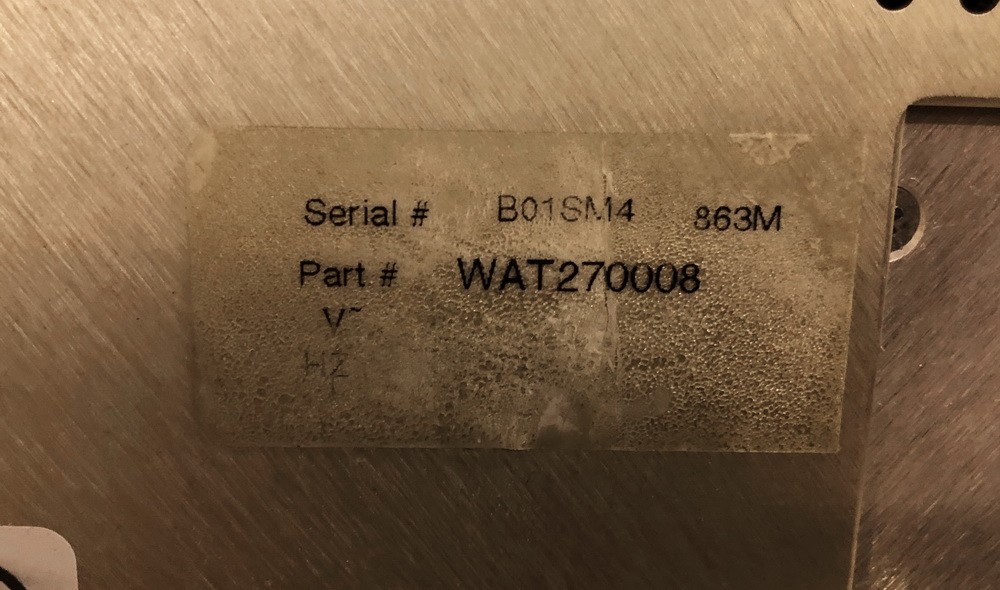 Serial # B01SM4 863M
Part # WAT270008
V~
HZ